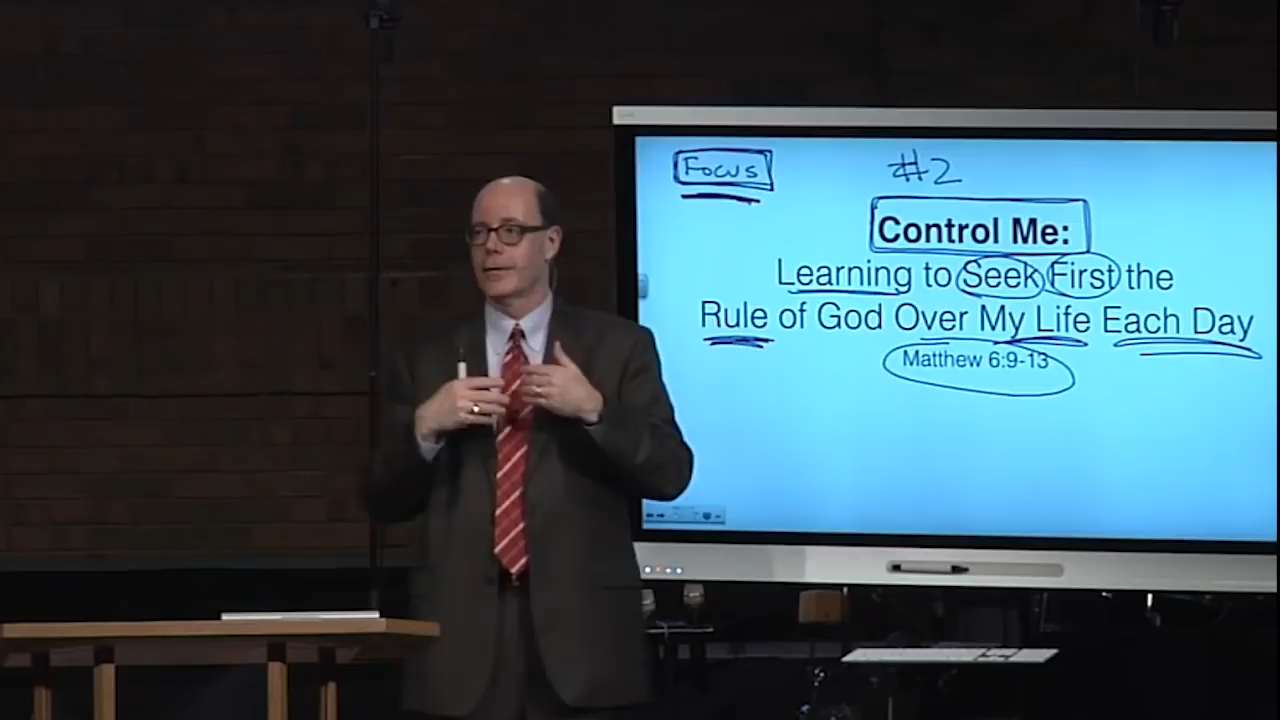 Focus #2
Control Me:
Learning to Seek First the
Rule of God Over My Life Each Day
Matthew 6:9-13